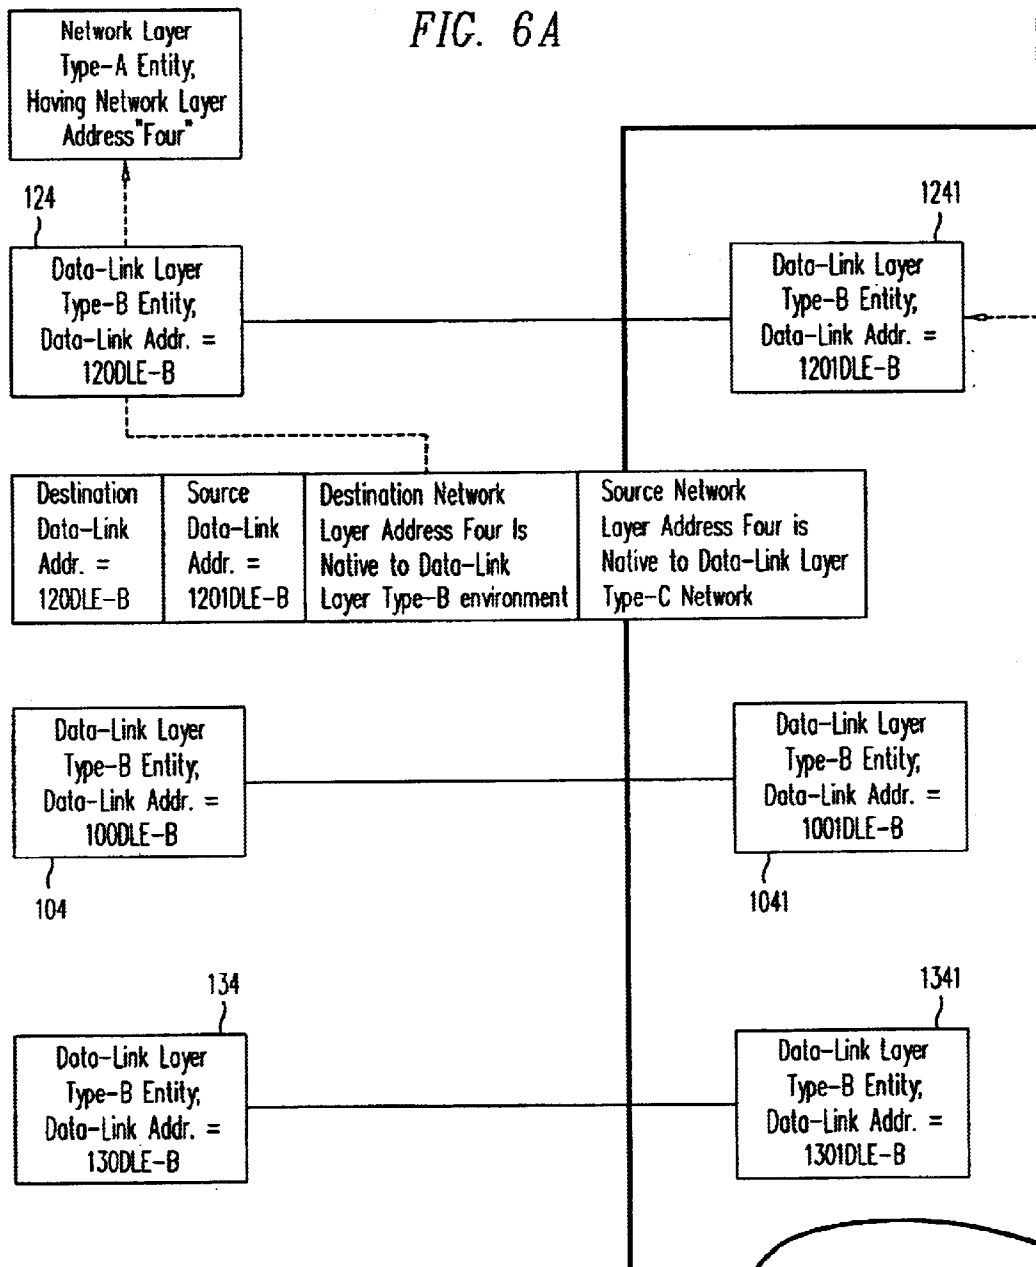 FIG. 6A
Network Layer
Type-A Entity,
Having Network Layer
Address "Four"
124
Data-Link Layer
Type-B Entity,
Data-Link Addr. =
120DLE-B
1241
Data-Link Layer
Type-B Entity,
Data-Link Addr. =
1201DLE-B
Destination
Data-Link
Addr. =
120DLE-B
Source
Data-Link
Addr. =
1201DLE-B
Destination Network
Layer Address Four Is
Native to Data-Link
Layer Type-B environment
Source Network
Layer Address Four is
Native to Data-Link Layer
Type-C Network
Data-Link Layer
Type-B Entity,
Data-Link Addr. =
100DLE-B
104
Data-Link Layer
Type-B Entity,
Data-Link Addr. =
1001DLE-B
1041
134
Data-Link Layer
Type-B Entity,
Data-Link Addr. =
130DLE-B
1341
Data-Link Layer
Type-B Entity,
Data-Link Addr. =
1301DLE-B